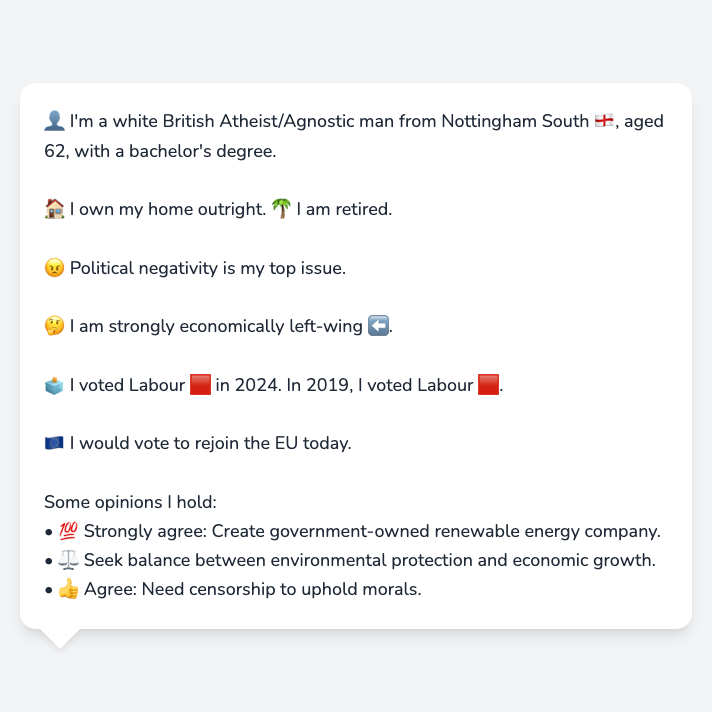 👤 I'm a white British Atheist/Agnostic man from Nottingham South 🏴󠁧󠁢󠁥󠁮󠁧󠁿, aged
62, with a bachelor's degree.
🏠 I own my home outright. 🌴 I am retired.
😠 Political negativity is my top issue.
🤔 I am strongly economically left-wing ⬅️.
🗳️ I voted Labour 🟥 in 2024. In 2019, I voted Labour 🟥.
🇪🇺 I would vote to rejoin the EU today.
Some opinions I hold:
• 💯 Strongly agree: Create government-owned renewable energy company.
• ⚖️ Seek balance between environmental protection and economic growth.
• 👍 Agree: Need censorship to uphold morals.